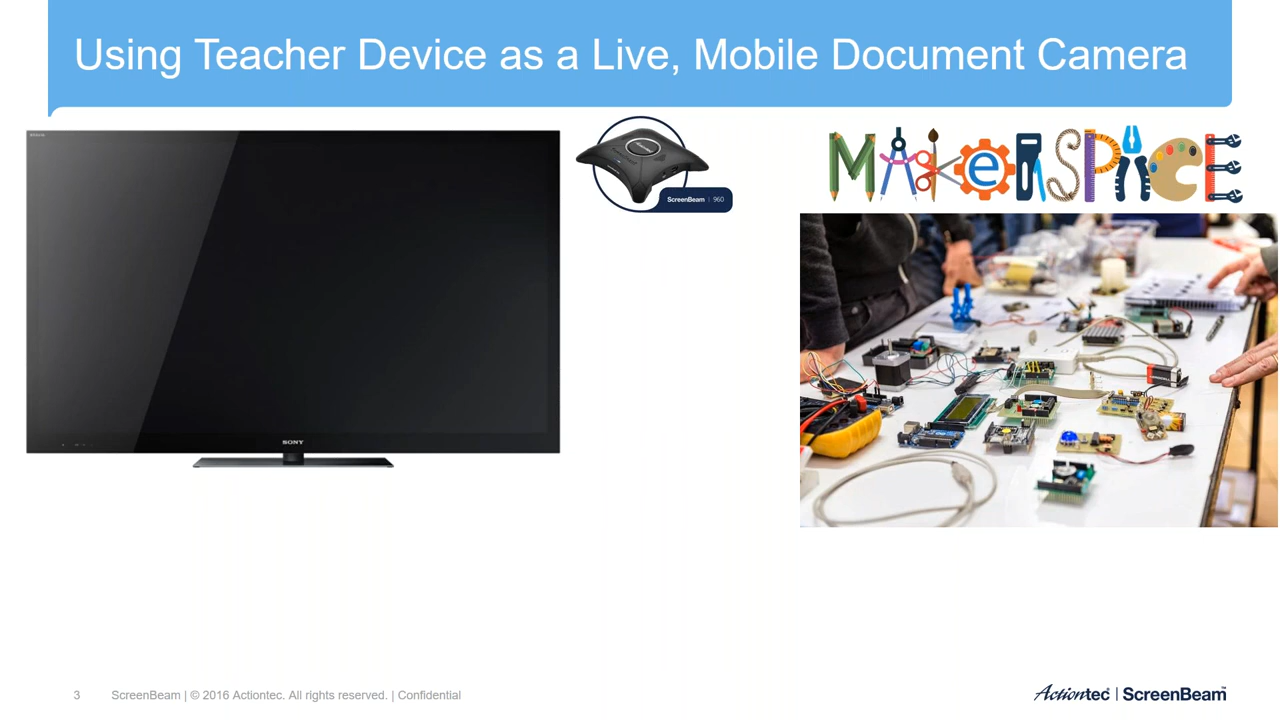 Using Teacher Device as a Live, Mobile Document Camera
SONY
ScreenBeam | 960
MAKERSPACE
3 ScreenBeam | © 2016 Actiontec. All rights reserved. | Confidential
Actiontec | ScreenBeam™